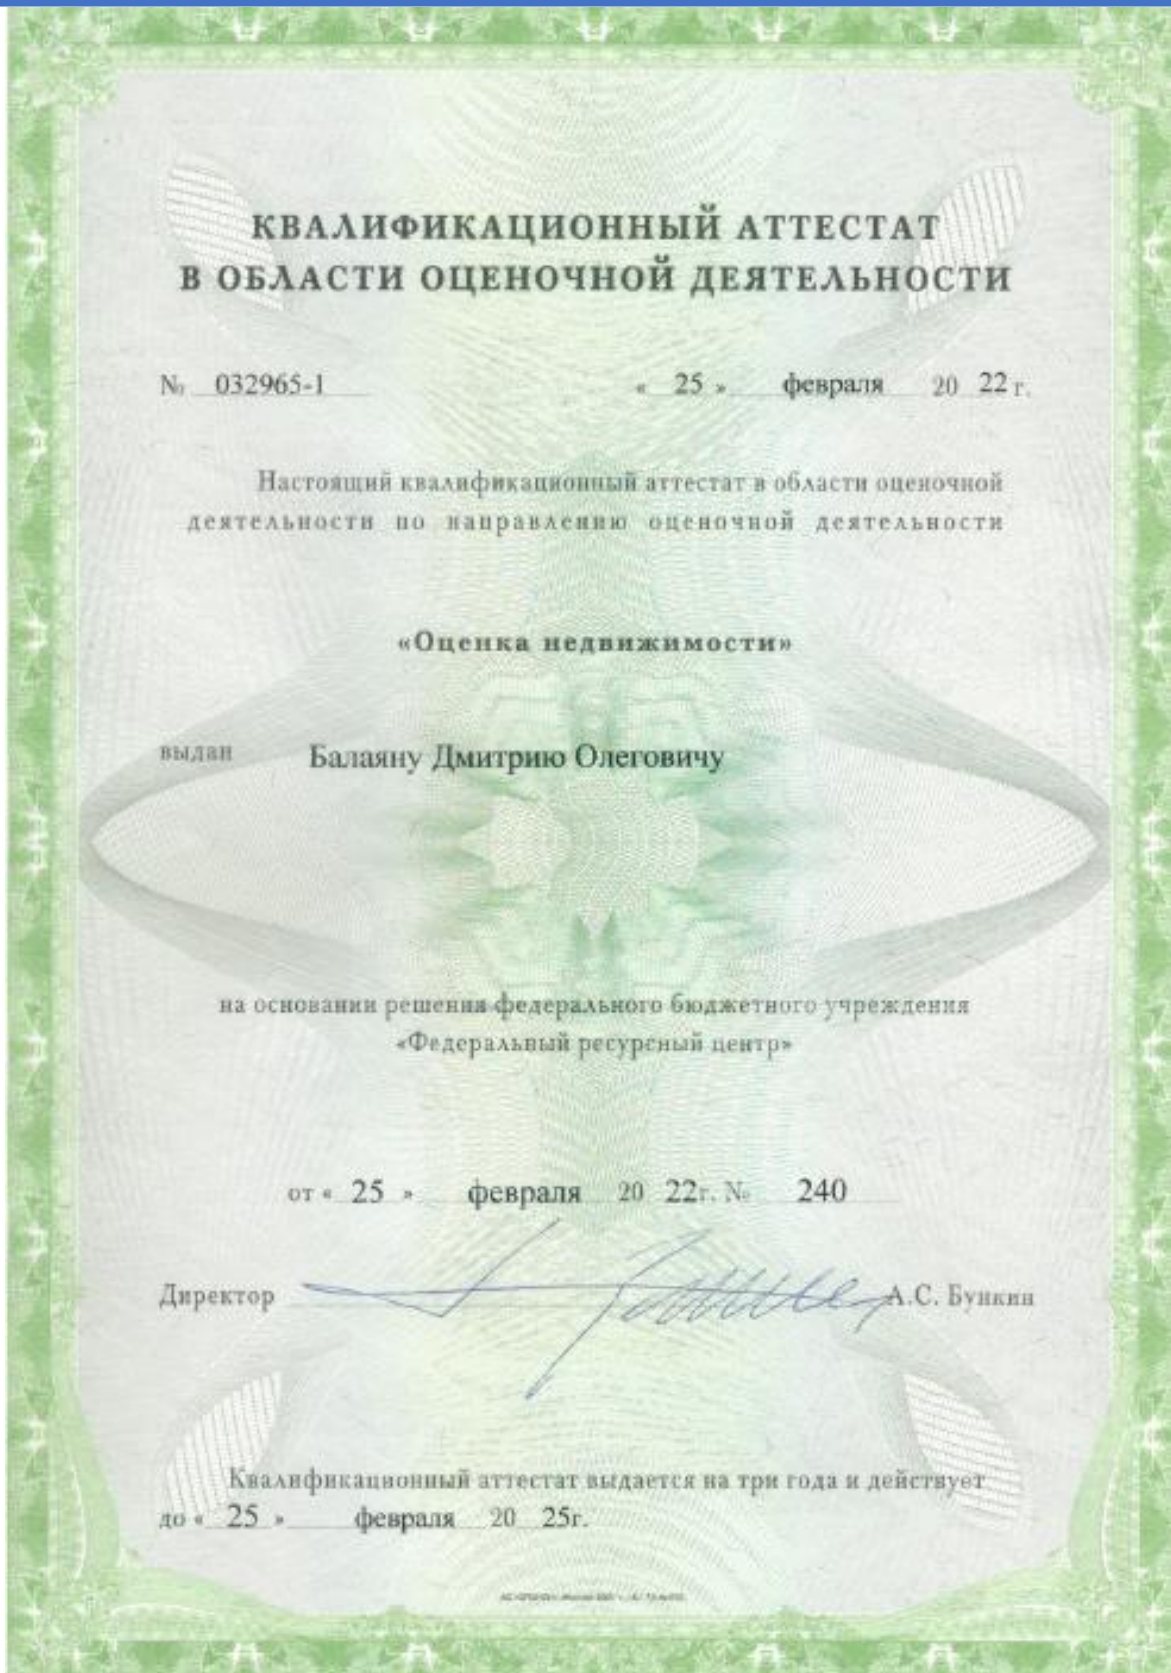 КВАЛИФИКАЦИОННЫЙ АТТЕСТАТ
В ОБЛАСТИ ОЦЕНОЧНОЙ ДЕЯТЕЛЬНОСТИ
№ 032965-1 « 25 » февраля 20 22 г.
Настоящий квалификационный аттестат в области оценочной
деятельности по направлению оценочной деятельности
«Оценка недвижимости»
выдан Балаяну Дмитрию Олеговичу
на основании решения федерального бюджетного учреждения
«Федеральный ресурсный центр»
от « 25 » февраля 20 22г. № 240
Директор А.С. Бункин
Квалификационный аттестат выдается на три года и действует
до « 25 » февраля 20 25г.